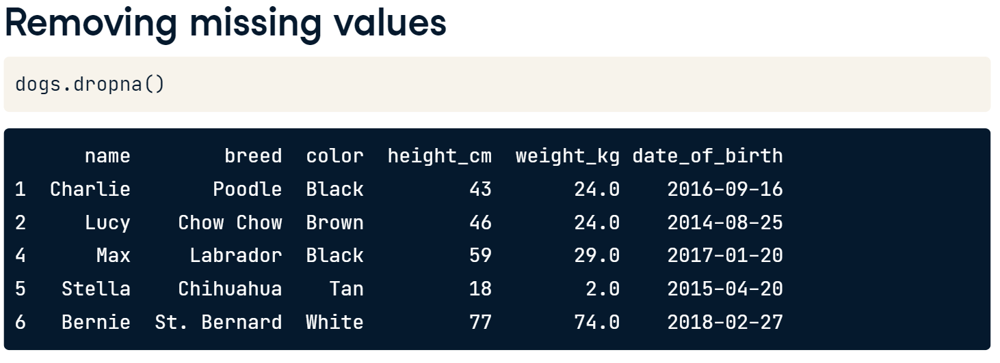 Removing missing values
dogs.dropna()
name breed color height_cm weight_kg date_of_birth
1 Charlie Poodle Black 43 24.0 2016-09-16
2 Lucy Chow Chow Brown 46 24.0 2014-08-25
4 Max Labrador Black 59 29.0 2017-01-20
5 Stella Chihuahua Tan 18 2.0 2015-04-20
6 Bernie St. Bernard White 77 74.0 2018-02-27